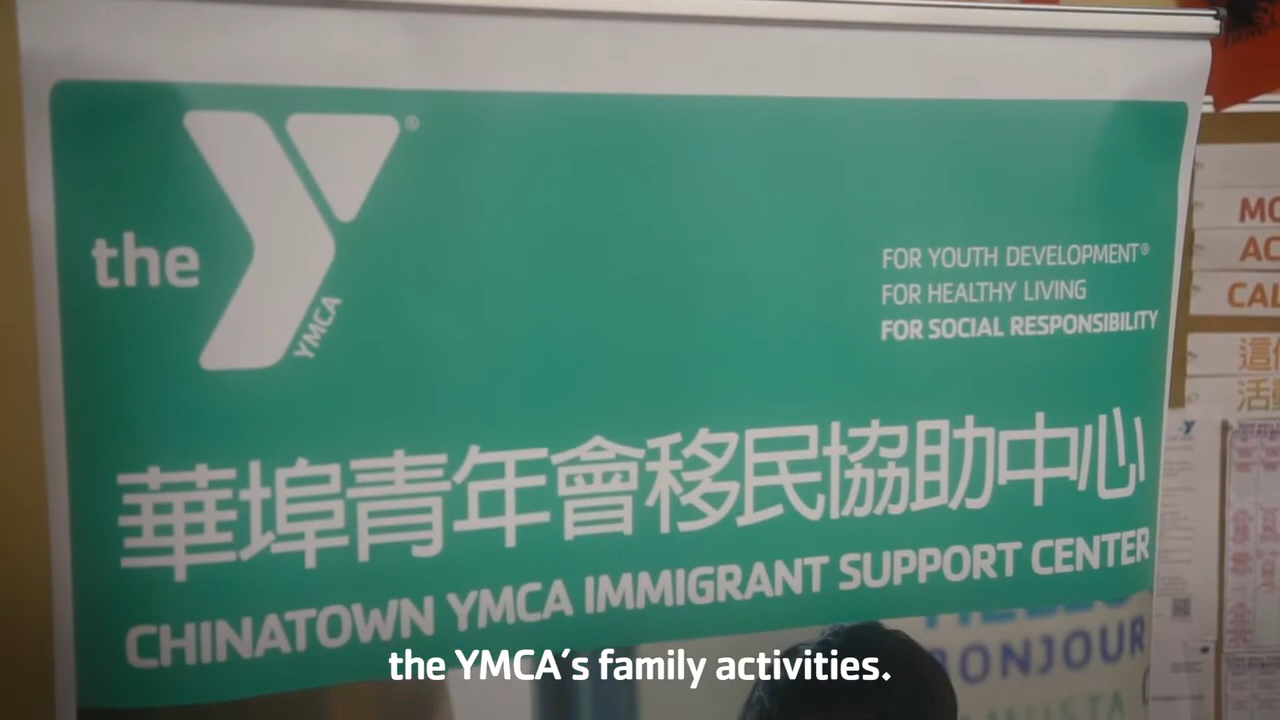 the
YMCA
FOR YOUTH DEVELOPMENT®
FOR HEALTHY LIVING
FOR SOCIAL RESPONSIBILITY
華埠青年會移民協助中心
CHINATOWN YMCA IMMIGRANT SUPPORT CENTER
HELLO
BONJOUR
the YMCA's family activities.